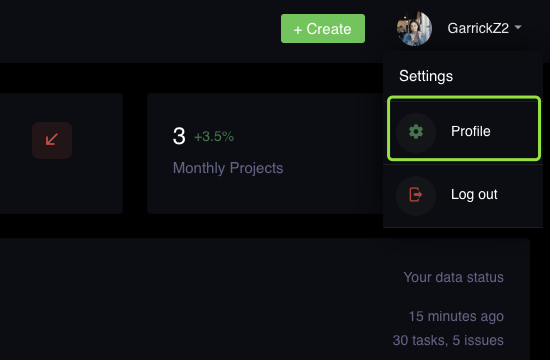 + Create
GarrickZ2
Settings
Profile
Log out
3 +3.5%
Monthly Projects
Your data status
15 minutes ago
30 tasks, 5 issues